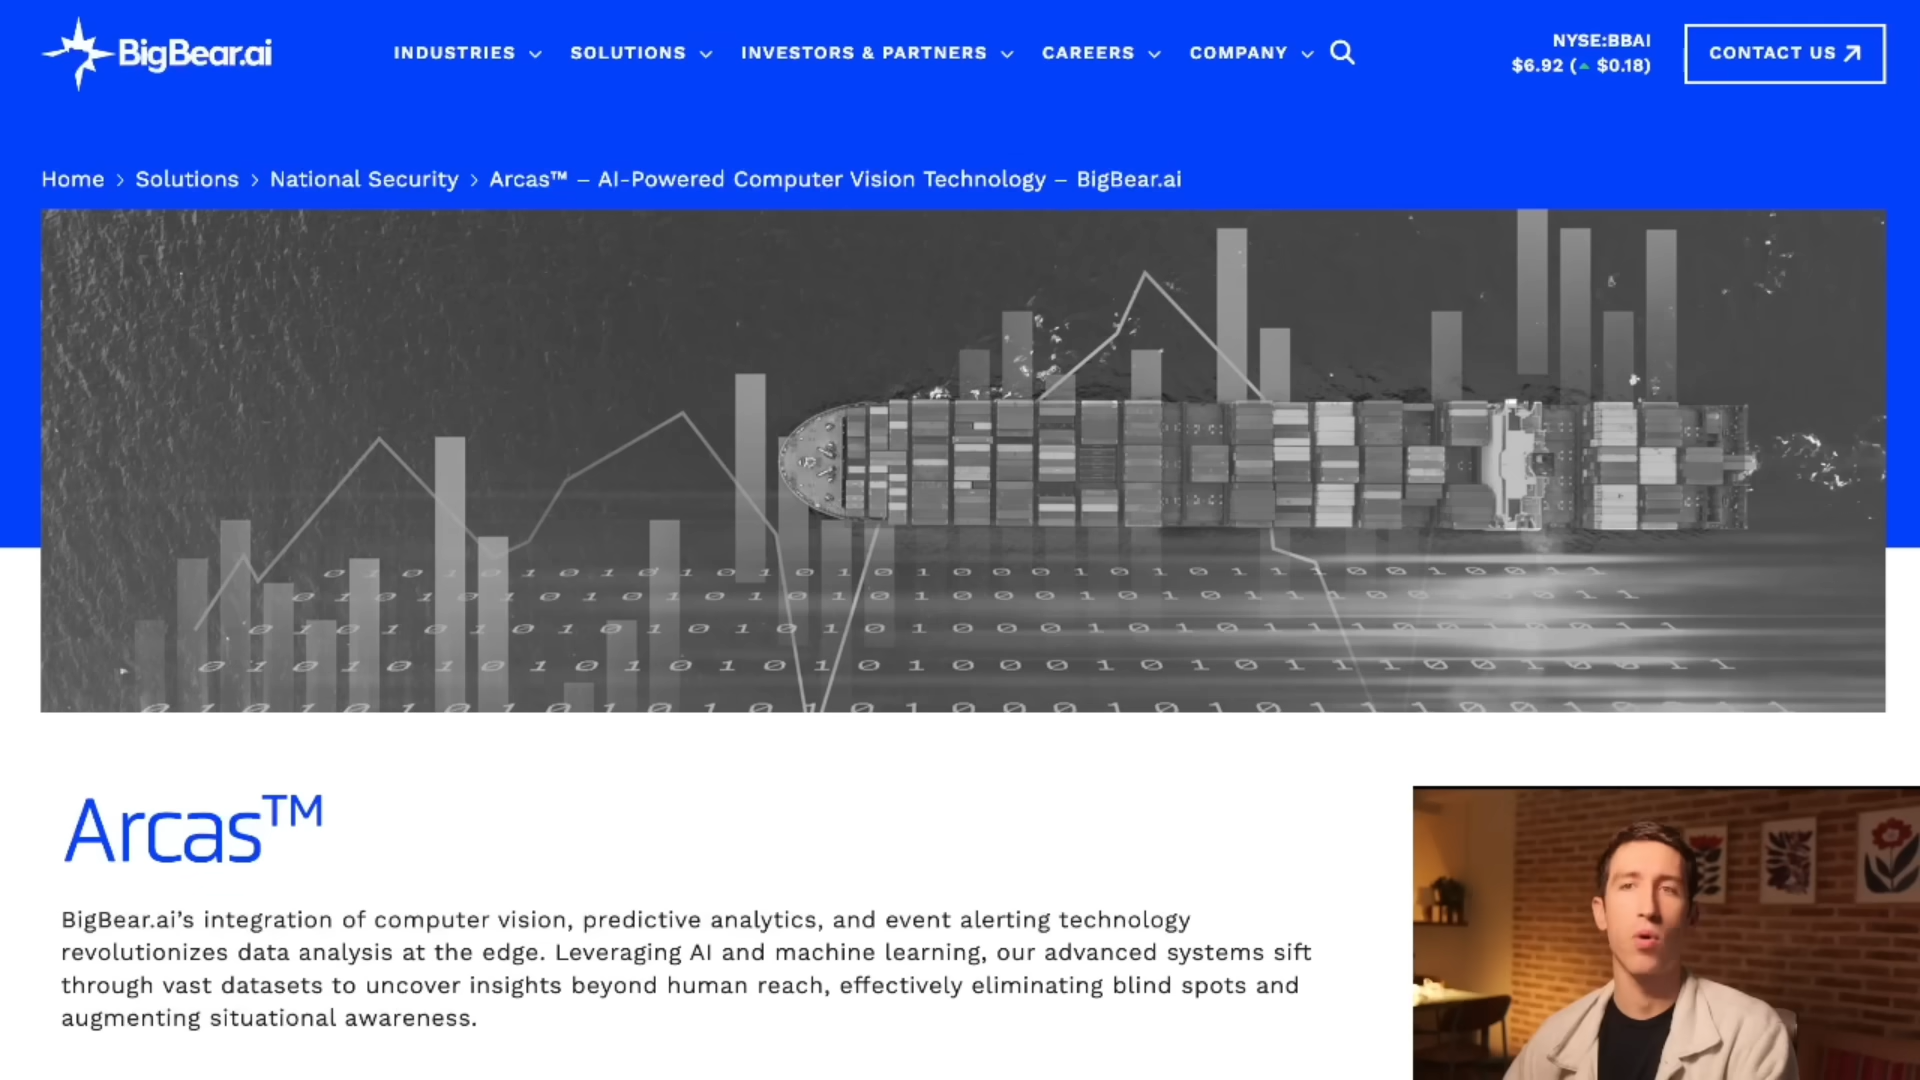 BigBear.ai
INDUSTRIES
SOLUTIONS
INVESTORS & PARTNERS
CAREERS
COMPANY
NYSE:BBAI
$6.92 (▲ $0.18)
CONTACT US
Home > Solutions > National Security > Arcas™ – AI-Powered Computer Vision Technology – BigBear.ai
Arcas™
BigBear.ai’s integration of computer vision, predictive analytics, and event alerting technology
revolutionizes data analysis at the edge. Leveraging AI and machine learning, our advanced systems sift
through vast datasets to uncover insights beyond human reach, effectively eliminating blind spots and
augmenting situational awareness.